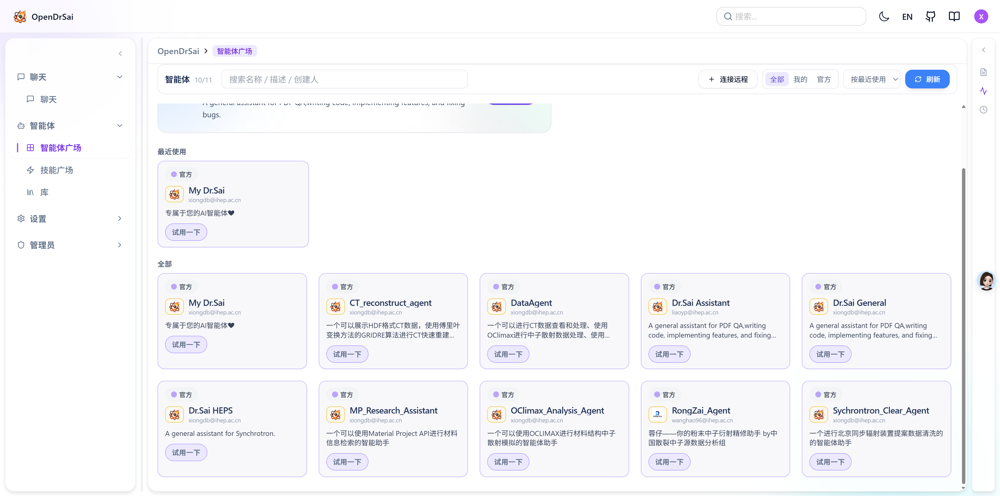 OpenDrSai
搜索...
EN
X
聊天
聊天
智能体
智能体广场
技能广场
库
设置
管理员
OpenDrSai > 智能体广场
智能体 10/11
搜索名称 / 描述 / 创建人
+ 连接远程
全部 我的 官方
按最近使用
刷新
A general assistant for PDF QA,writing code, implementing features, and fixing
bugs.
最近使用
官方
My Dr.Sai
xiongdb@ihep.ac.cn
专属于您的AI智能体♥
试用一下
全部
官方
My Dr.Sai
xiongdb@ihep.ac.cn
专属于您的AI智能体♥
试用一下
官方
CT_reconstruct_agent
xiongdb@ihep.ac.cn
一个可以展示HDF格式CT数据，使用傅里叶
变换方法的GRIDRE算法进行CT快速重建...
试用一下
官方
DataAgent
xiongdb@ihep.ac.cn
一个可以进行CT数据查看和处理、使用
OClimax进行中子散射数据处理、使用...
试用一下
官方
Dr.Sai Assistant
liaoyp@ihep.ac.cn
A general assistant for PDF QA,writing
code, implementing features, and fixing...
试用一下
官方
Dr.Sai General
xiongdb@ihep.ac.cn
A general assistant for PDF QA,writing
code, implementing features, and fixing...
试用一下
官方
Dr.Sai HEPS
xiongdb@ihep.ac.cn
A general assistant for Synchrotron.
试用一下
官方
MP_Research_Assistant
xiongdb@ihep.ac.cn
一个可以使用Material Project API进行材料
信息检索的智能助手
试用一下
官方
OClimax_Analysis_Agent
xiongdb@ihep.ac.cn
一个可以使用OCLIMAX进行材料结构中子
散射模拟的智能体助手
试用一下
官方
RongZai_Agent
wanghao96@ihep.ac.cn
蓉仔——你的粉末中子衍射精修助手 by中
国散裂中子源数据分析组
试用一下
官方
Sychrontron_Clear_Agent
xiongdb@ihep.ac.cn
一个进行北京同步辐射装置提案数据清洗的
的智能体助手
试用一下